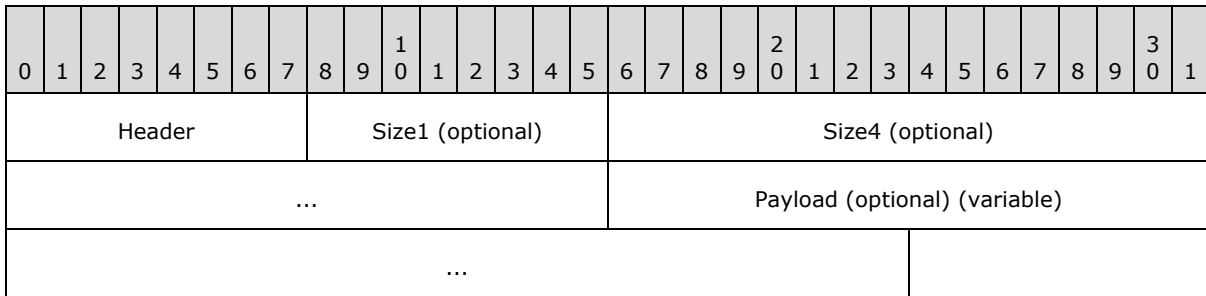 1 2 3
0 1 2 3 4 5 6 7 8 9 0 1 2 3 4 5 6 7 8 9 0 1 2 3 4 5 6 7 8 9 0 1
Header Size1 (optional) Size4 (optional)
... Payload (optional) (variable)
...